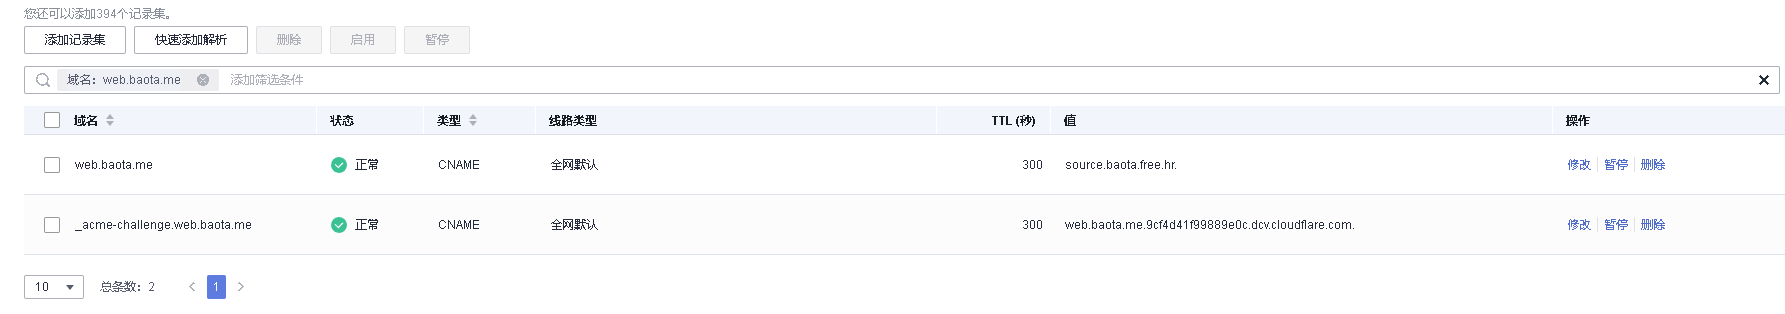 您还可以添加394个记录集。
添加记录集 快速添加解析 删除 启用 暂停
域名：web.baota.me 添加筛选条件
域名 状态 类型 线路类型 TTL (秒) 值 操作
web.baota.me 正常 CNAME 全网默认 300 source.baota.free.hr. 修改 暂停 删除
_acme-challenge.web.baota.me 正常 CNAME 全网默认 300 web.baota.me.9cf4d41f99889e0c.dcv.cloudflare.com. 修改 暂停 删除
10 总条数：2 < 1 >